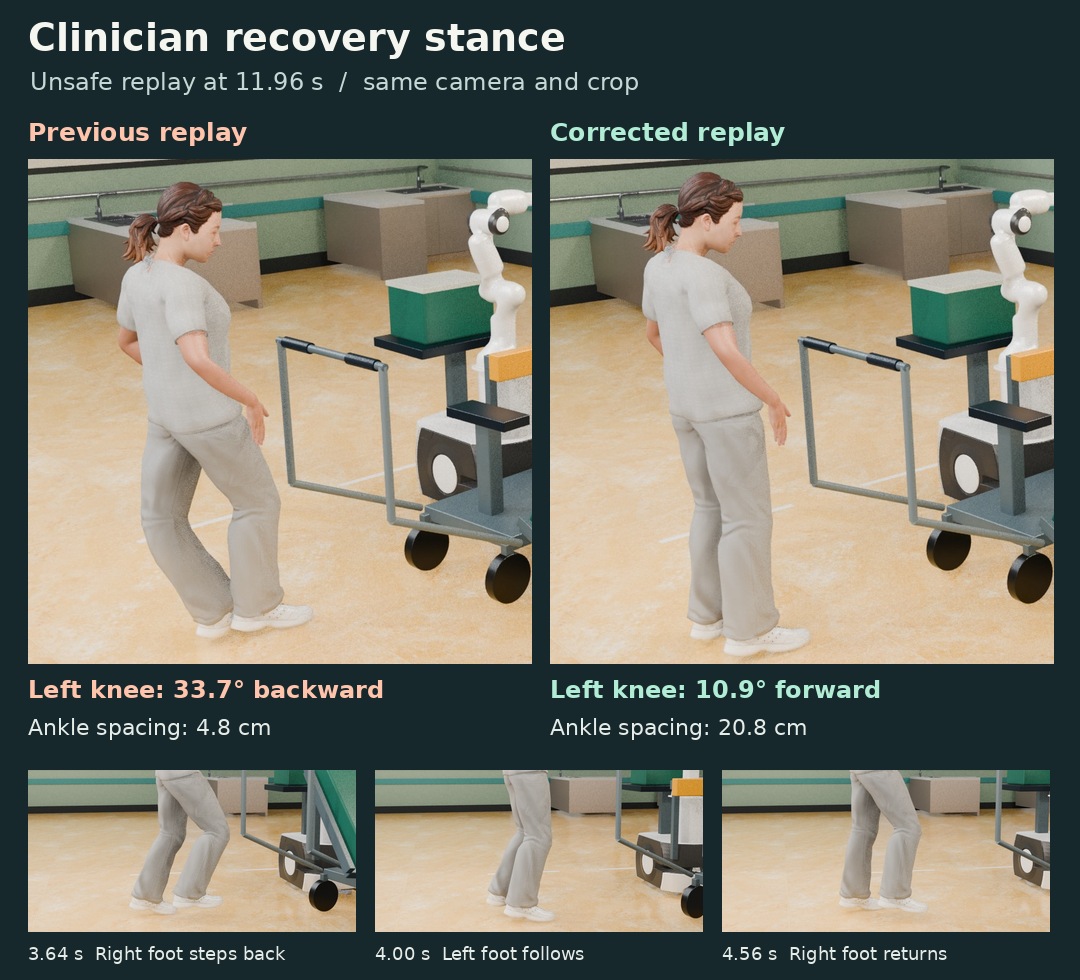 Clinician recovery stance
Unsafe replay at 11.96 s / same camera and crop
Previous replay
Corrected replay
Left knee: 33.7° backward
Ankle spacing: 4.8 cm
Left knee: 10.9° forward
Ankle spacing: 20.8 cm
3.64 s Right foot steps back
4.00 s Left foot follows
4.56 s Right foot returns